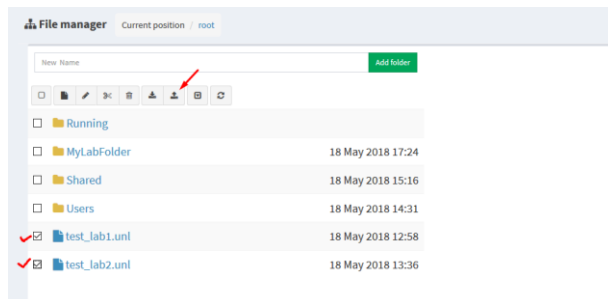 File manager Current position / root
New Name Add folder
Running
MyLabFolder 18 May 2018 17:24
Shared 18 May 2018 15:16
Users 18 May 2018 14:31
test_lab1.unl 18 May 2018 12:58
test_lab2.unl 18 May 2018 13:36